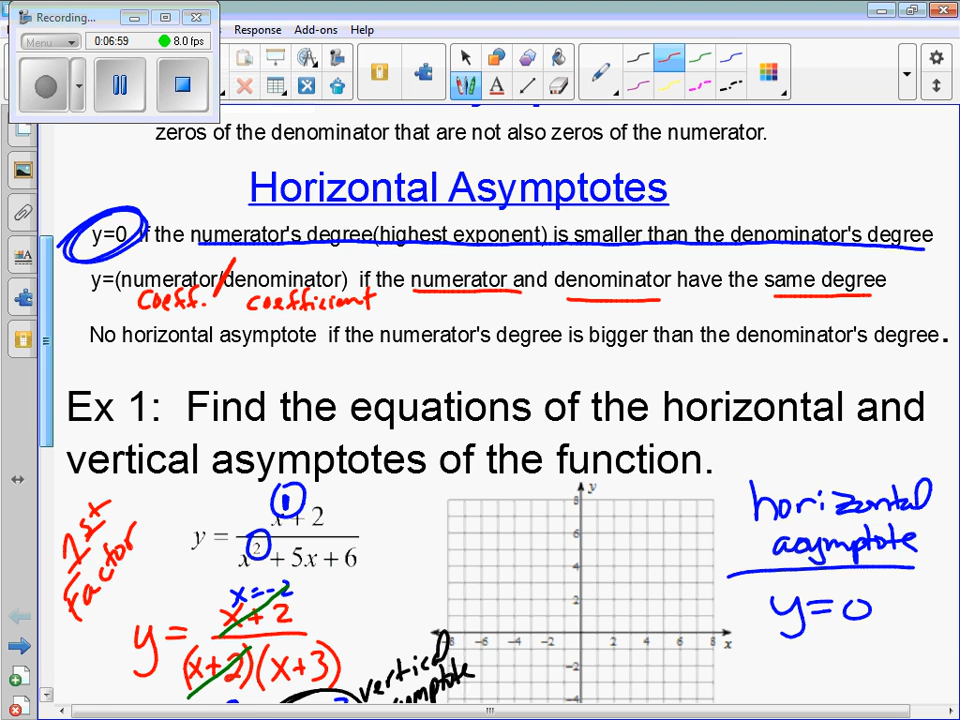 Recording...
Menu
0:06:59
8.0 fps
Response Add-ons Help
zeros of the denominator that are not also zeros of the numerator.
Horizontal Asymptotes
y=0 if the numerator's degree(highest exponent) is smaller than the denominator's degree
y=(numerator/denominator) if the numerator and denominator have the same degree
coeff. / coefficient
No horizontal asymptote if the numerator's degree is bigger than the denominator's degree.
Ex 1: Find the equations of the horizontal and
vertical asymptotes of the function.
1st
Factor
1
y = x + 2
x² + 5x + 6
x = -2
y = x + 2
(x+2)(x+3)
vertical
y
8
6
4
2
-8 -6 -4 -2 2 4 6 8 x
-2
-4
horizontal
asymptote
y = 0